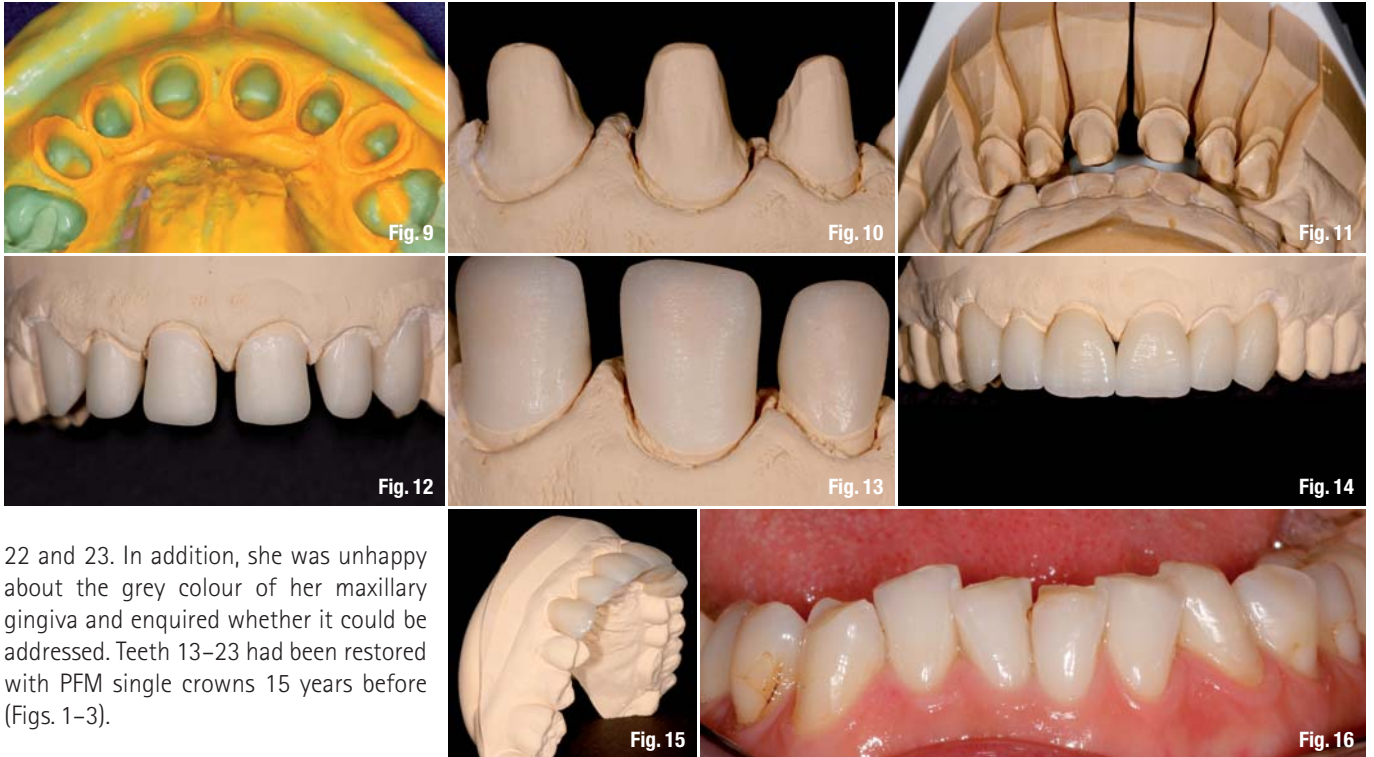 Fig. 9
Fig. 10
Fig. 11
Fig. 12
Fig. 13
Fig. 14
22 and 23. In addition, she was unhappy
about the grey colour of her maxillary
gingiva and enquired whether it could be
addressed. Teeth 13–23 had been restored
with PFM single crowns 15 years before
(Figs. 1–3).
Fig. 15
Fig. 16